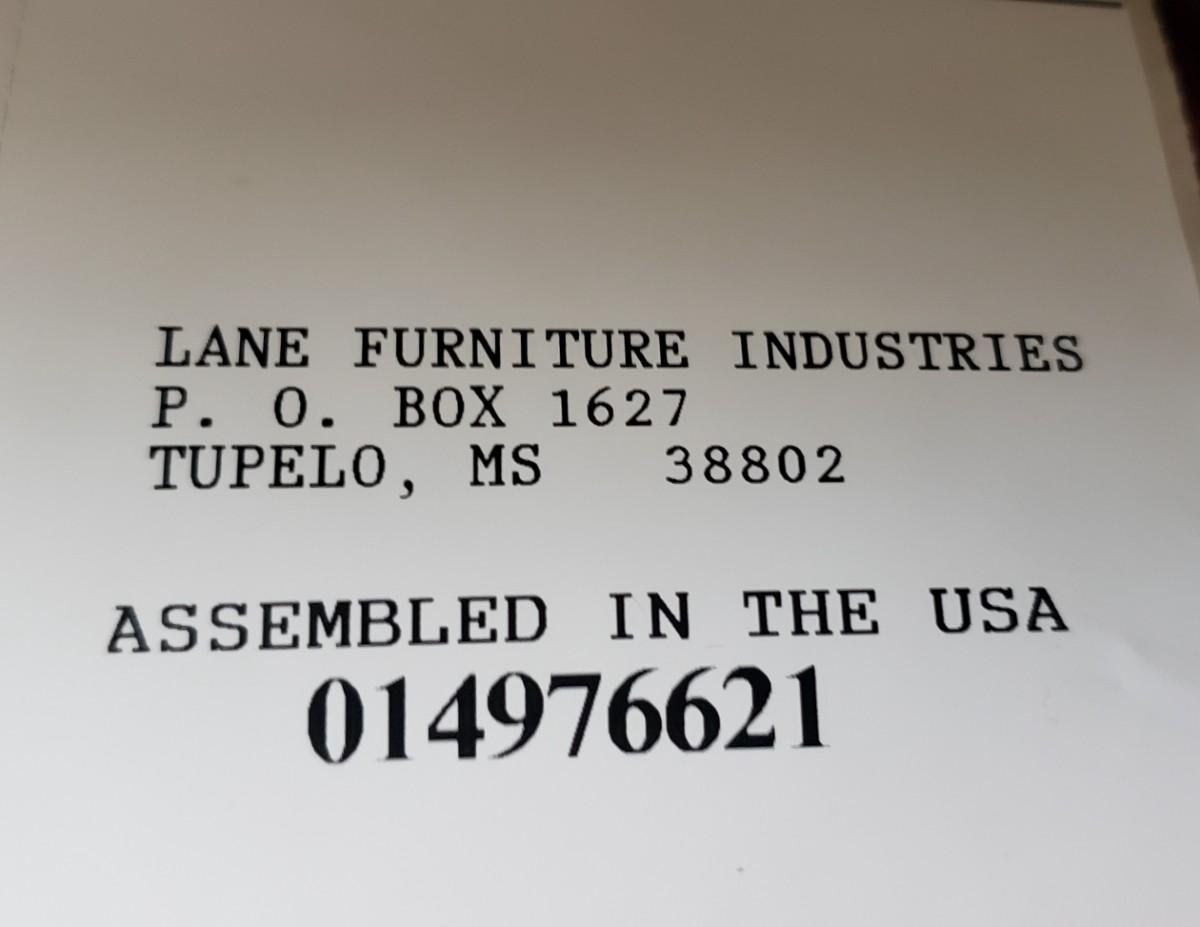 LANE FURNITURE INDUSTRIES
P. O. BOX 1627
TUPELO, MS 38802
ASSEMBLED IN THE USA
014976621